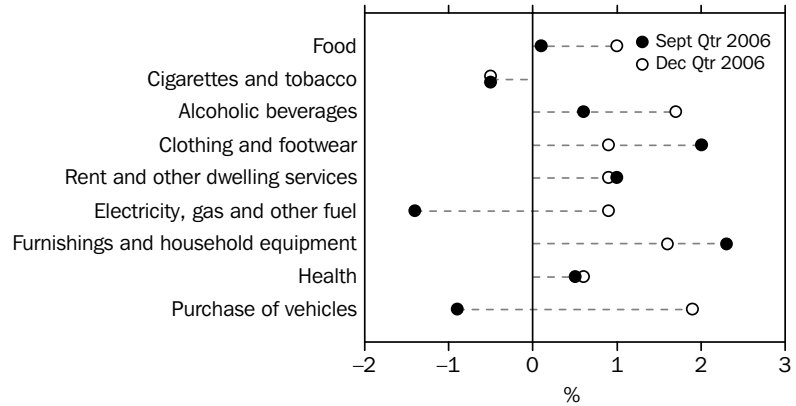 Food
Sept Qtr 2006
Dec Qtr 2006
Cigarettes and tobacco
Alcoholic beverages
Clothing and footwear
Rent and other dwelling services
Electricity, gas and other fuel
Furnishings and household equipment
Health
Purchase of vehicles
–2 –1 0 1 2 3
%